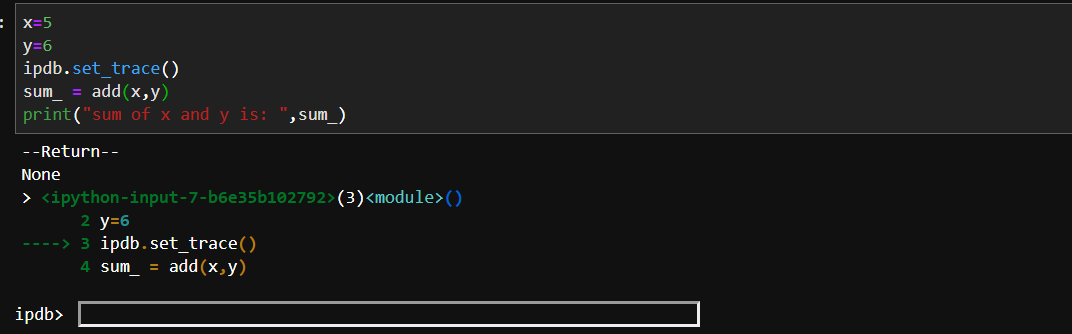 :
x=5
y=6
ipdb.set_trace()
sum_ = add(x,y)
print("sum of x and y is: ",sum_)
--Return--
None
> <ipython-input-7-b6e35b102792>(3)<module>()
      2 y=6
----> 3 ipdb.set_trace()
      4 sum_ = add(x,y)
ipdb>